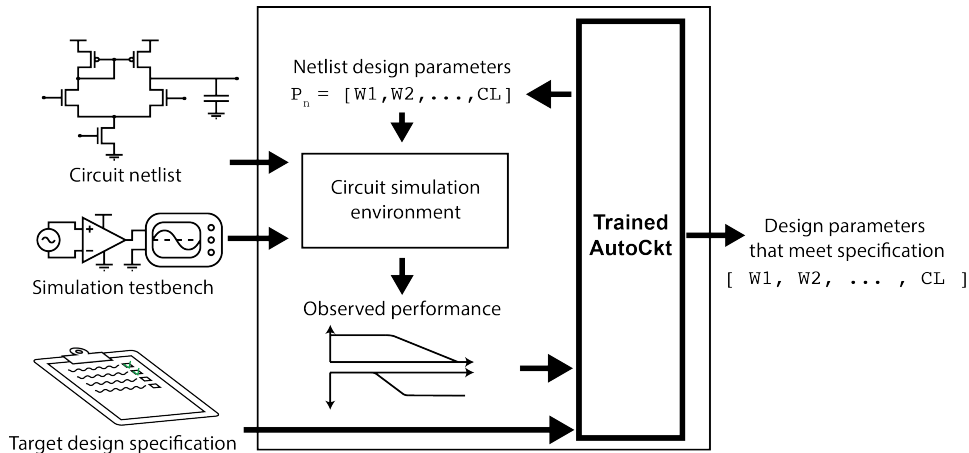 Netlist design parameters
Pn = [W1,W2,...,CL]
Circuit netlist
Circuit simulation
environment
Trained
AutoCkt
+
−
Simulation testbench
Observed performance
Design parameters
that meet specification
[ W1, W2, ... , CL ]
Target design specification